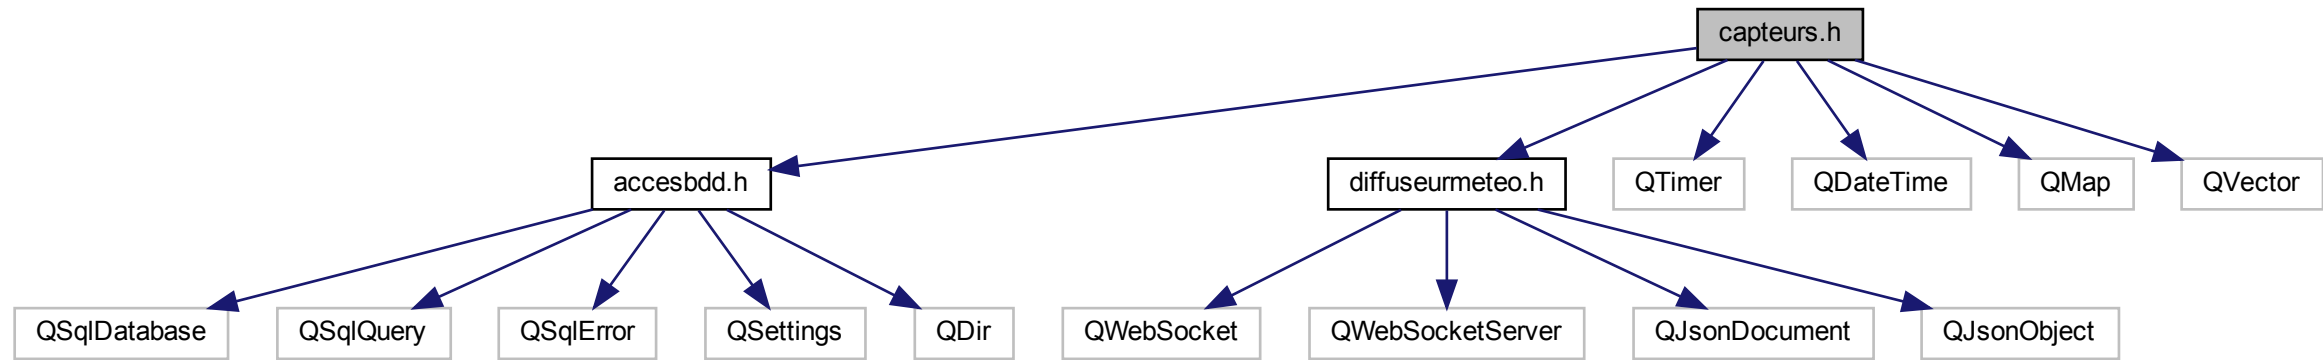 capteurs.h
accesbdd.h
diffuseurmeteo.h
QTimer
QDateTime
QMap
QVector
QSqlDatabase
QSqlQuery
QSqlError
QSettings
QDir
QWebSocket
QWebSocketServer
QJsonDocument
QJsonObject